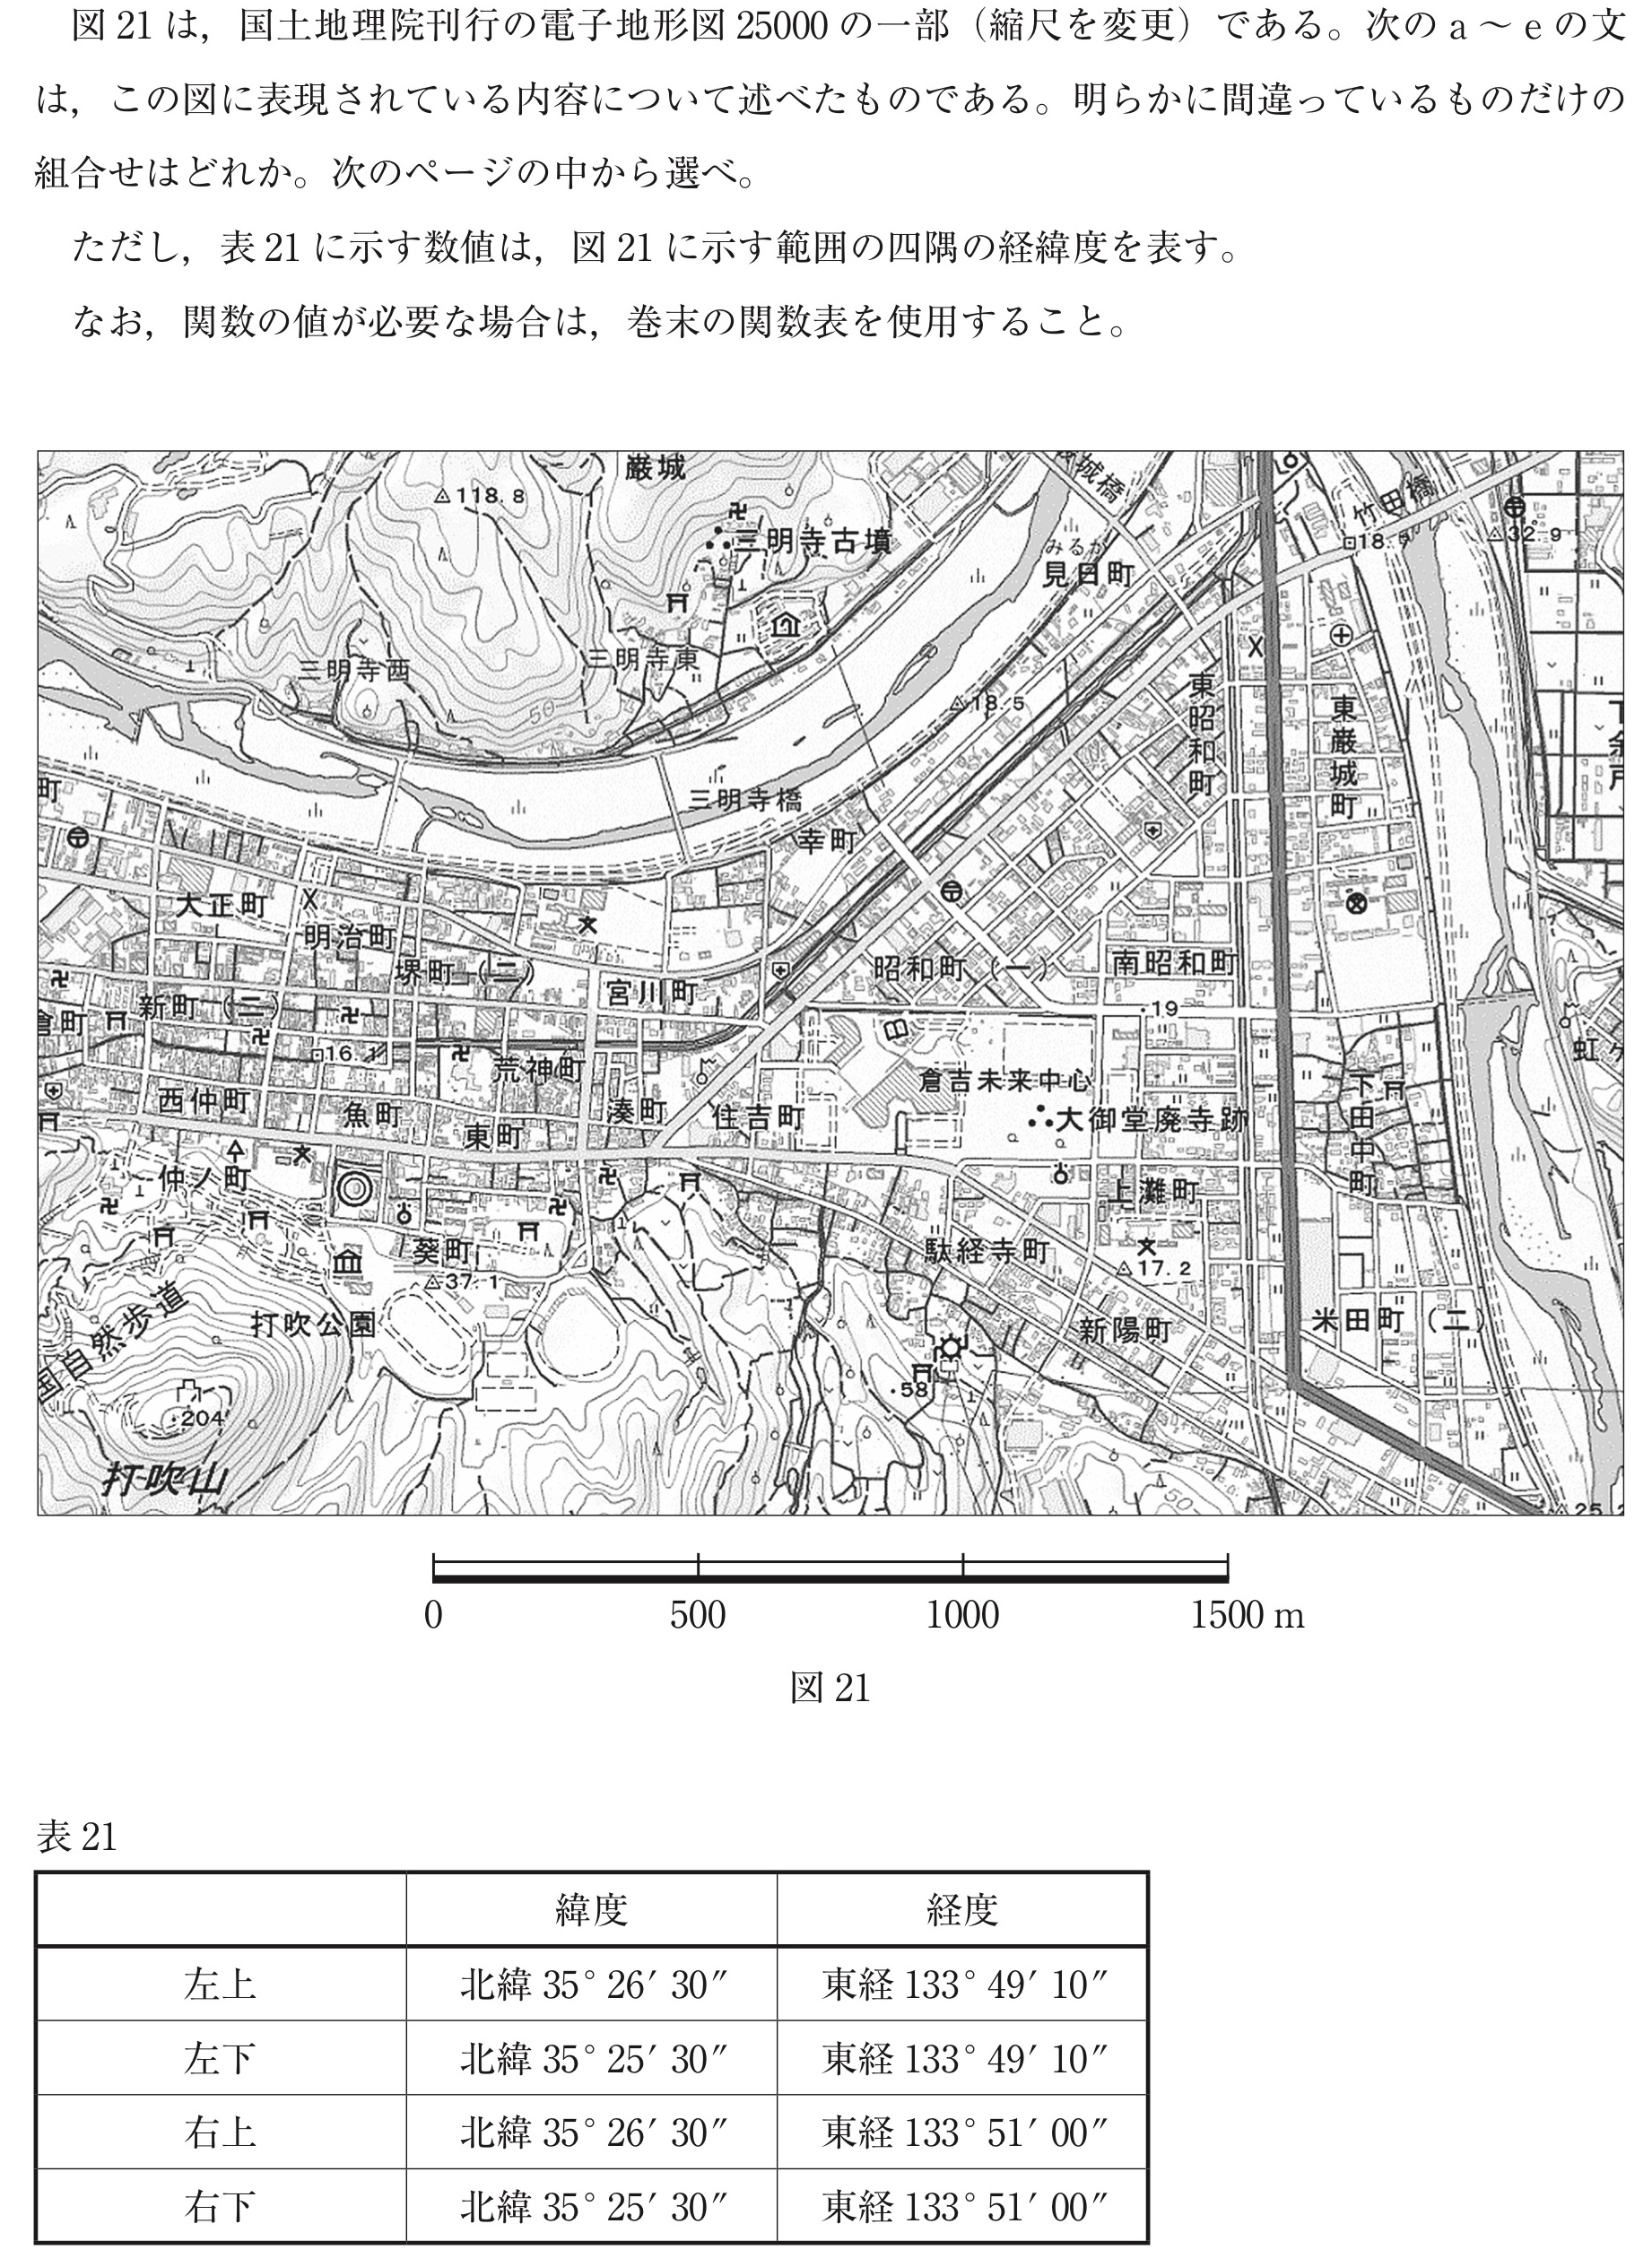 図 21 は，国土地理院刊行の電子地形図 25000 の一部（縮尺を変更）である。次の a ～ e の文
は，この図に表現されている内容について述べたものである。明らかに間違っているものだけの
組合せはどれか。次のページの中から選べ。
ただし，表 21 に示す数値は，図 21 に示す範囲の四隅の経緯度を表す。
なお，関数の値が必要な場合は，巻末の関数表を使用すること。
巌城
118.8
三明寺古墳
竹田橋
18.5
32.9
みるか
見日町
三明寺西
三明寺東
50
18.5
東昭和町
東巌城町
三明寺橋
町
幸町
大正町
明治町
堺町（二）
宮川町
昭和町（一）
南昭和町
19
新町（二）
倉町
16.1
荒神町
倉吉未来中心
西仲町
魚町
東町
湊町
住吉町
大御堂廃寺跡
下田中町
仲ノ町
葵町
37.1
上灘町
駄経寺町
17.2
国自然歩道
打吹公園
新陽町
米田町（二）
204
58
打吹山
50
25.2
0 500 1000 1500 m
図 21
表 21
緯度 経度
左上 北緯 35° 26′ 30″ 東経 133° 49′ 10″
左下 北緯 35° 25′ 30″ 東経 133° 49′ 10″
右上 北緯 35° 26′ 30″ 東経 133° 51′ 00″
右下 北緯 35° 25′ 30″ 東経 133° 51′ 00″